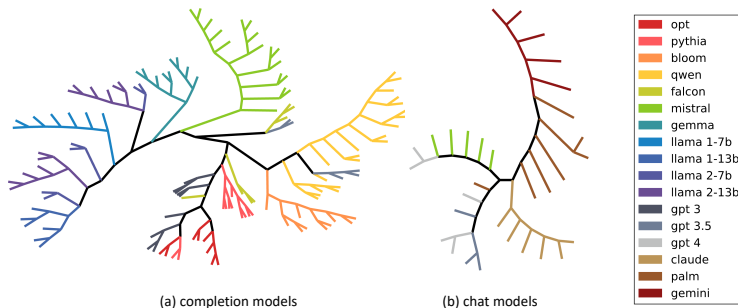 opt
pythia
bloom
qwen
falcon
mistral
gemma
llama 1-7b
llama 1-13b
llama 2-7b
llama 2-13b
gpt 3
gpt 3.5
gpt 4
claude
palm
gemini
(a) completion models
(b) chat models